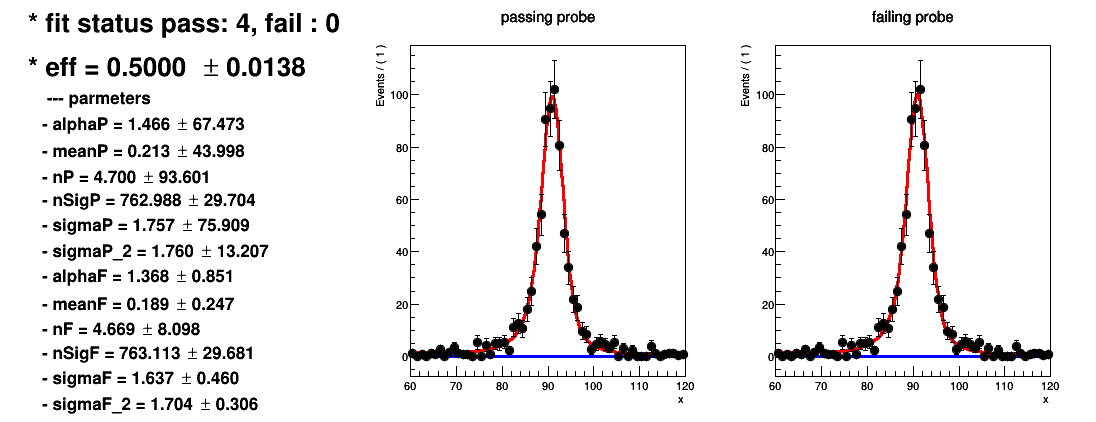 * fit status pass: 4, fail : 0
* eff = 0.5000 ± 0.0138
--- parmeters
- alphaP = 1.466 ± 67.473
- meanP = 0.213 ± 43.998
- nP = 4.700 ± 93.601
- nSigP = 762.988 ± 29.704
- sigmaP = 1.757 ± 75.909
- sigmaP_2 = 1.760 ± 13.207
- alphaF = 1.368 ± 0.851
- meanF = 0.189 ± 0.247
- nF = 4.669 ± 8.098
- nSigF = 763.113 ± 29.681
- sigmaF = 1.637 ± 0.460
- sigmaF_2 = 1.704 ± 0.306
passing probe
Events / ( 1 )
100
80
60
40
20
0
60 70 80 90 100 110 120
x
failing probe
Events / ( 1 )
100
80
60
40
20
0
60 70 80 90 100 110 120
x